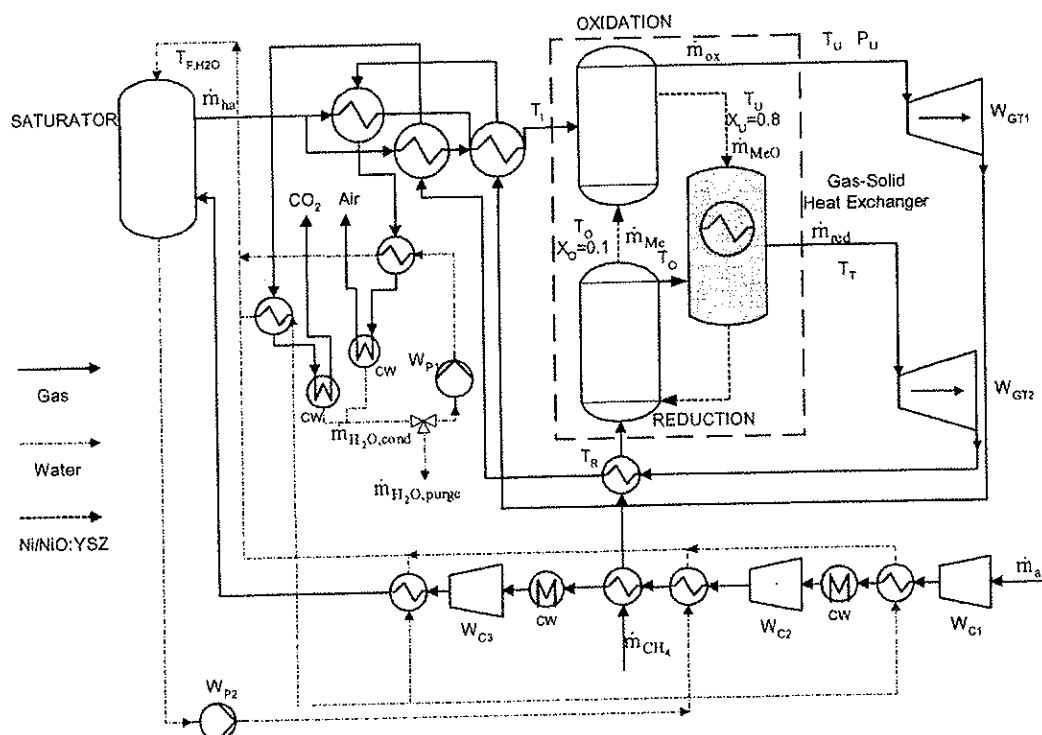 OXIDATION
T_F,H2O
ṁ_ha
SATURATOR
T_I
ṁ_ox
T_U P_U
W_GT1
T_U
X_U=0.8
ṁ_MeO
Gas-Solid
Heat Exchanger
CO₂ Air
T_O
X_O=0.1
ṁ_Me
T_O
ṁ_red
T_T
W_P1
CW
CW
ṁ_H₂O,cond
REDUCTION
W_GT2
ṁ_H₂O,purge
T_R
Gas
Water
Ni/NiO:YSZ
ṁ_a
W_C3
CW
ṁ_CH₄
W_C2
CW
W_C1
W_P2